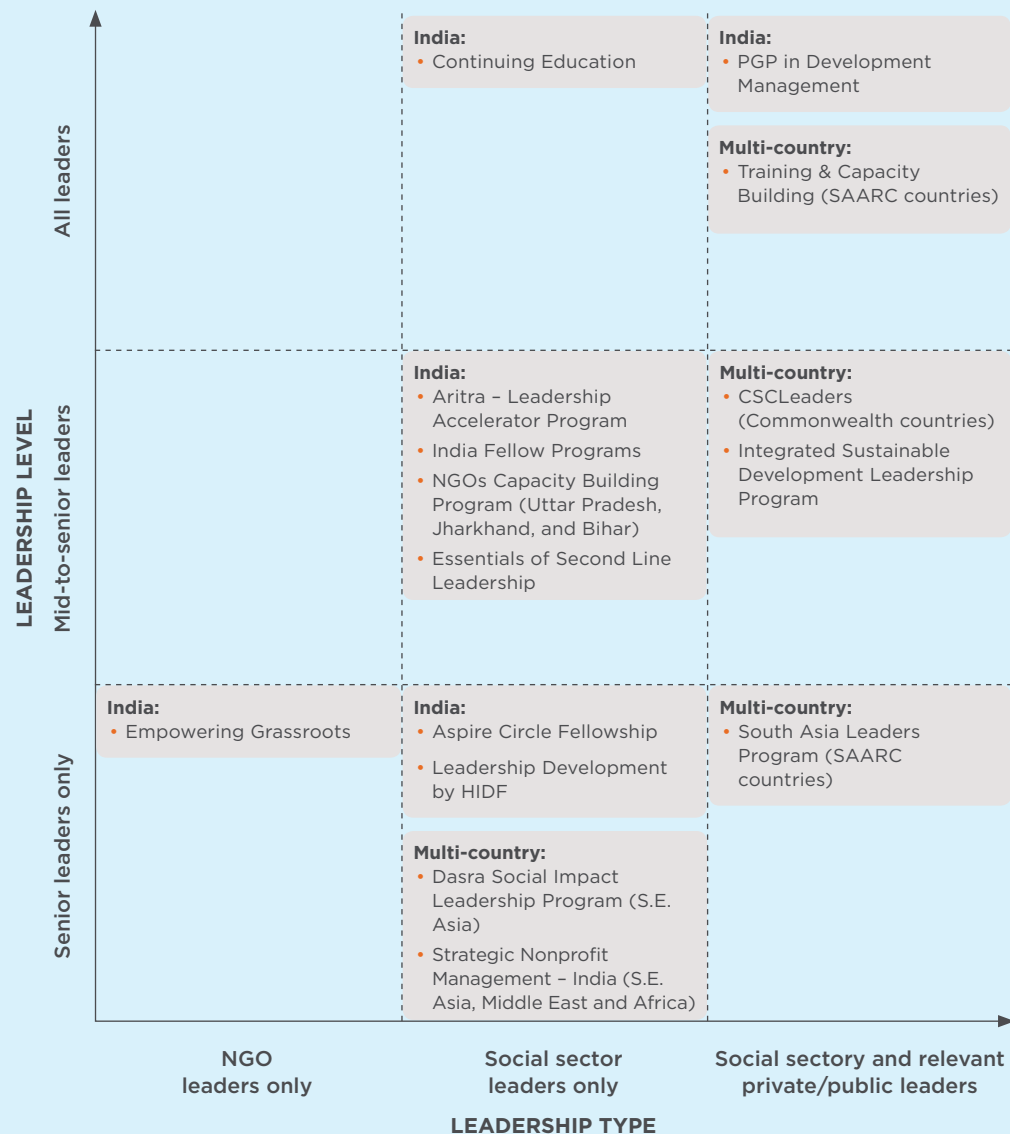 LEADERSHIP LEVEL
All leaders
India:
• Continuing Education
India:
• PGP in Development
Management
Multi-country:
• Training & Capacity
Building (SAARC countries)
Mid-to-senior leaders
India:
• Aritra – Leadership
Accelerator Program
• India Fellow Programs
• NGOs Capacity Building
Program (Uttar Pradesh,
Jharkhand, and Bihar)
• Essentials of Second Line
Leadership
Multi-country:
• CSCLeaders
(Commonwealth countries)
• Integrated Sustainable
Development Leadership
Program
Senior leaders only
India:
• Empowering Grassroots
India:
• Aspire Circle Fellowship
• Leadership Development
by HIDF
Multi-country:
• Dasra Social Impact
Leadership Program (S.E.
Asia)
• Strategic Nonprofit
Management – India (S.E.
Asia, Middle East and Africa)
Multi-country:
• South Asia Leaders
Program (SAARC
countries)
NGO
leaders only
Social sector
leaders only
Social sectory and relevant
private/public leaders
LEADERSHIP TYPE